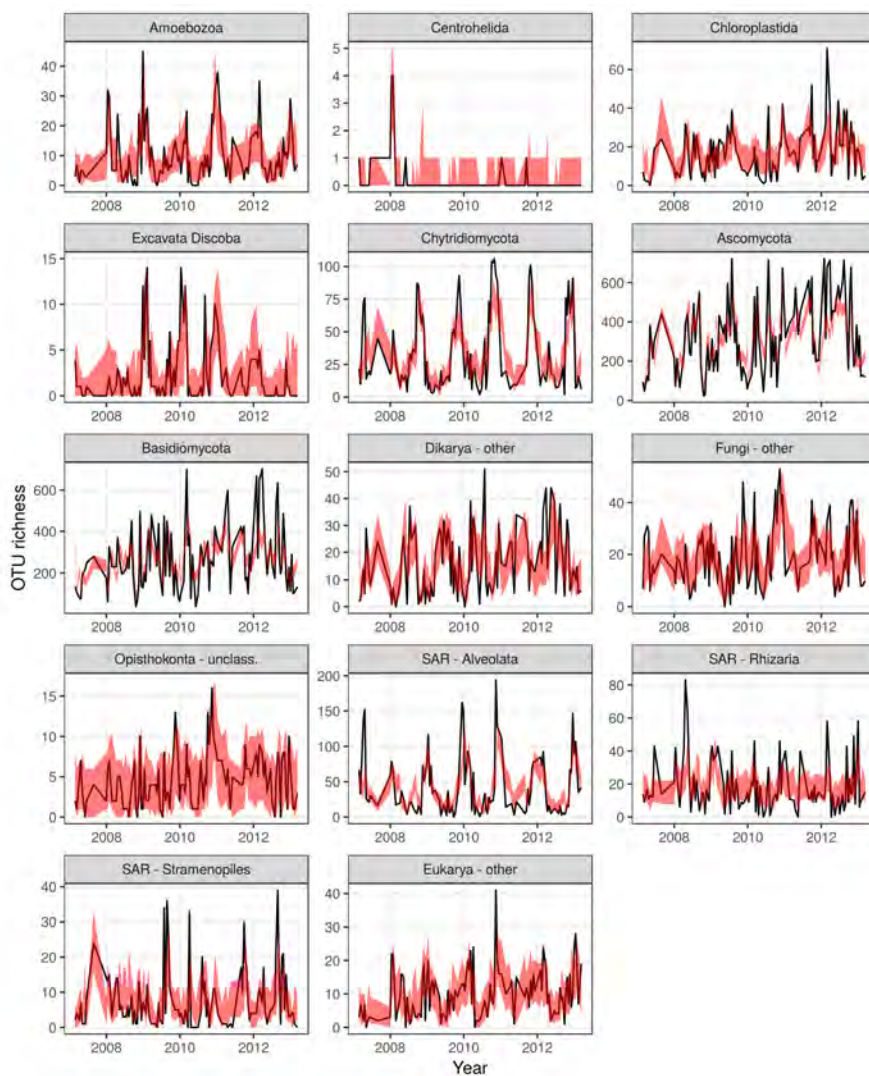 Amoebozoa
Centrohelida
Chloroplastida
40
30
20
10
0
5
4
3
2
1
0
60
40
20
0
2008 2010 2012
2008 2010 2012
2008 2010 2012
Excavata Discoba
Chytridiomycota
Ascomycota
15
10
5
0
100
75
50
25
0
600
400
200
0
2008 2010 2012
2008 2010 2012
2008 2010 2012
OTU richness
Basidiomycota
Dikarya - other
Fungi - other
600
400
200
50
40
30
20
10
0
40
20
0
2008 2010 2012
2008 2010 2012
2008 2010 2012
Opisthokonta - unclass.
SAR - Alveolata
SAR - Rhizaria
15
10
5
0
200
150
100
50
0
80
60
40
20
0
2008 2010 2012
2008 2010 2012
2008 2010 2012
SAR - Stramenopiles
Eukarya - other
40
30
20
10
0
40
30
20
10
0
2008 2010 2012
2008 2010 2012
Year